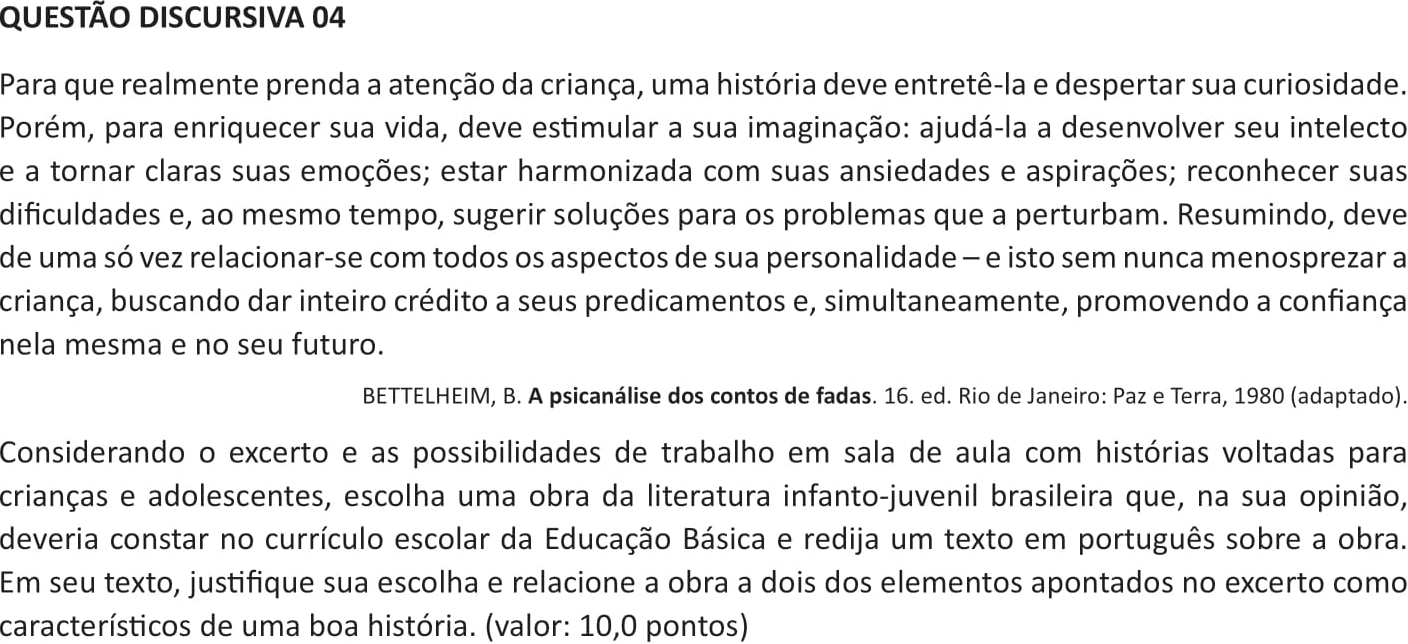 QUESTÃO DISCURSIVA 04
Para que realmente prenda a atenção da criança, uma história deve entretê-la e despertar sua curiosidade.
Porém, para enriquecer sua vida, deve estimular a sua imaginação: ajudá-la a desenvolver seu intelecto
e a tornar claras suas emoções; estar harmonizada com suas ansiedades e aspirações; reconhecer suas
dificuldades e, ao mesmo tempo, sugerir soluções para os problemas que a perturbam. Resumindo, deve
de uma só vez relacionar-se com todos os aspectos de sua personalidade – e isto sem nunca menosprezar a
criança, buscando dar inteiro crédito a seus predicamentos e, simultaneamente, promovendo a confiança
nela mesma e no seu futuro.
BETTELHEIM, B. A psicanálise dos contos de fadas. 16. ed. Rio de Janeiro: Paz e Terra, 1980 (adaptado).
Considerando o excerto e as possibilidades de trabalho em sala de aula com histórias voltadas para
crianças e adolescentes, escolha uma obra da literatura infanto-juvenil brasileira que, na sua opinião,
deveria constar no currículo escolar da Educação Básica e redija um texto em português sobre a obra.
Em seu texto, justifique sua escolha e relacione a obra a dois dos elementos apontados no excerto como
característicos de uma boa história. (valor: 10,0 pontos)